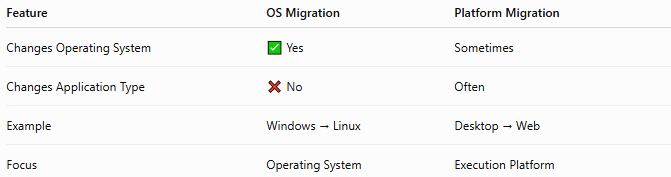 Feature OS Migration Platform Migration
Changes Operating System ✅ Yes Sometimes
Changes Application Type ❌ No Often
Example Windows → Linux Desktop → Web
Focus Operating System Execution Platform